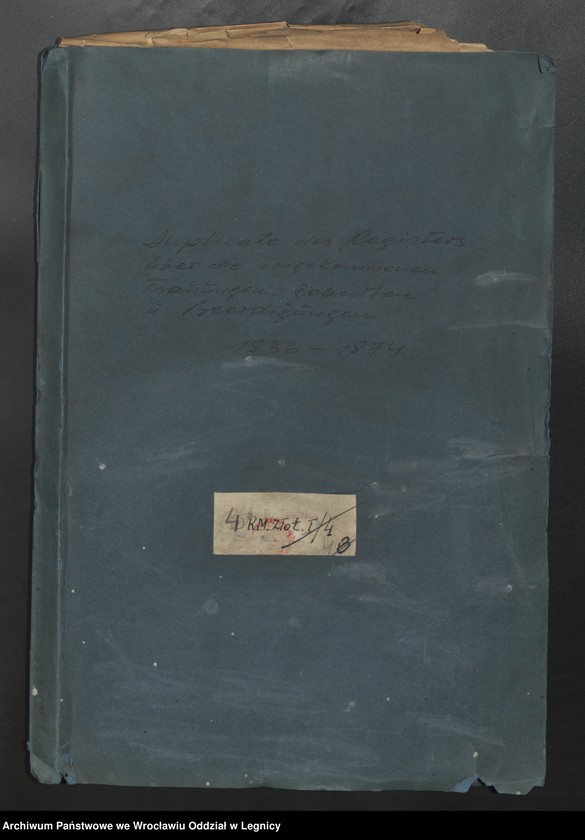 Duplicate des Registers
über die vorgekommenen
Trauungen Geburten
u Beerdigungen
1836 - 1874
4 KM. Złot. I/4
Archiwum Państwowe we Wrocławiu Oddział w Legnicy